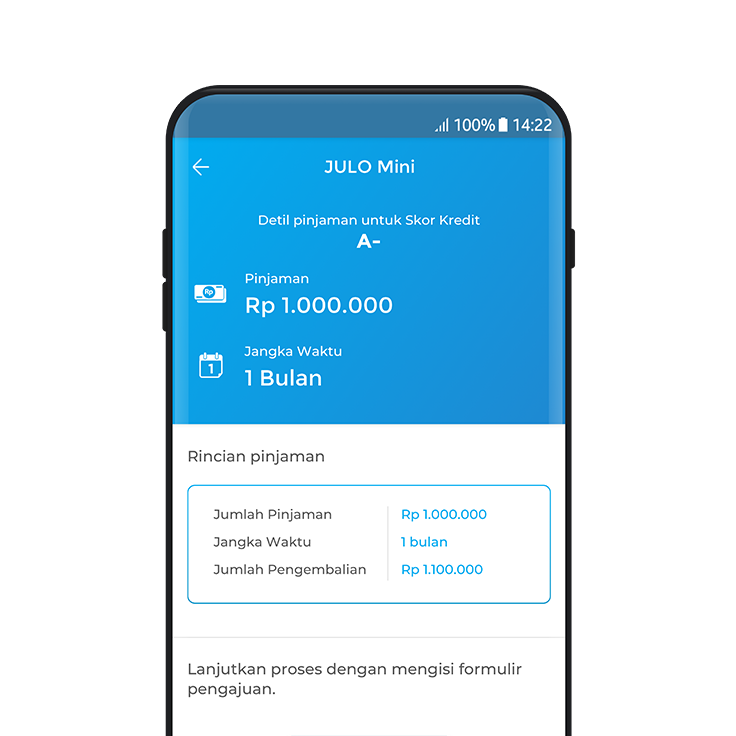 100% 14:22
JULO Mini
Detil pinjaman untuk Skor Kredit
A-
Pinjaman
Rp
Rp 1.000.000
Jangka Waktu
1
1 Bulan
Rincian pinjaman
Jumlah Pinjaman Rp 1.000.000
Jangka Waktu 1 bulan
Jumlah Pengembalian Rp 1.100.000
Lanjutkan proses dengan mengisi formulir
pengajuan.